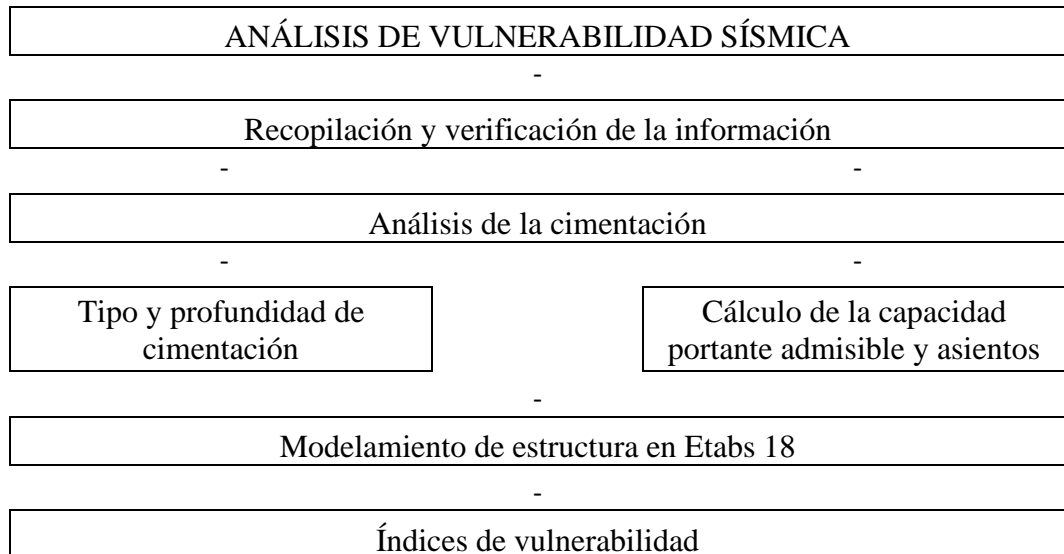 ANÁLISIS DE VULNERABILIDAD SÍSMICA
-
Recopilación y verificación de la información
- -
Análisis de la cimentación
- -
Tipo y profundidad de
cimentación
Cálculo de la capacidad
portante admisible y asientos
-
Modelamiento de estructura en Etabs 18
-
Índices de vulnerabilidad